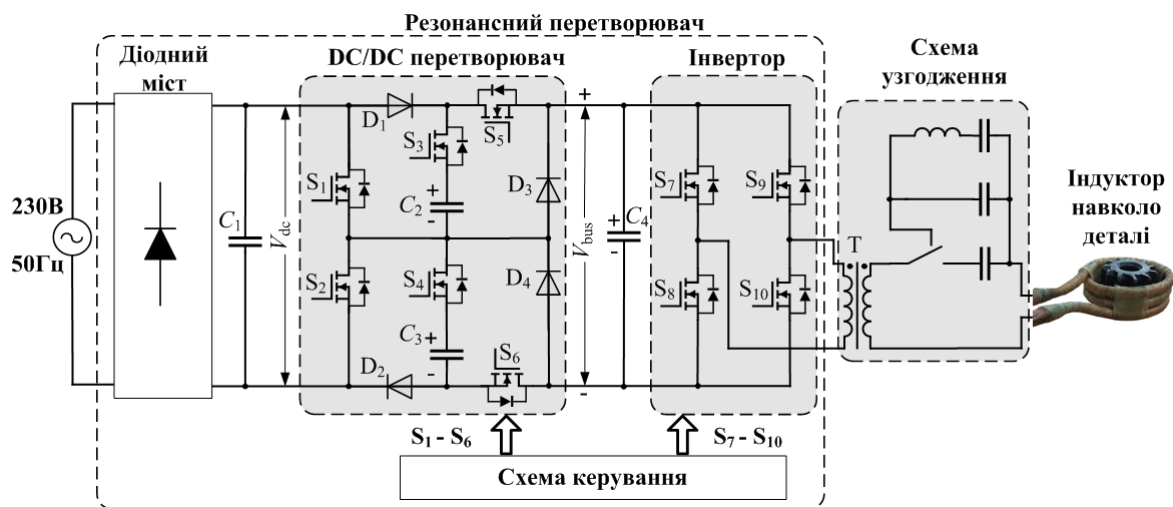 Резонансний перетворювач
Діодний
міст
DC/DC перетворювач
Інвертор
Схема
узгодження
230В
50Гц
C1
Vdc
D1
S1
S2
S3
C2
+
-
S4
C3
+
-
D2
S5
S6
D3
D4
+
Vbus
-
C4
+
-
S7
S8
S9
S10
T
Індуктор
навколо
деталі
S1 - S6
S7 - S10
Схема керування